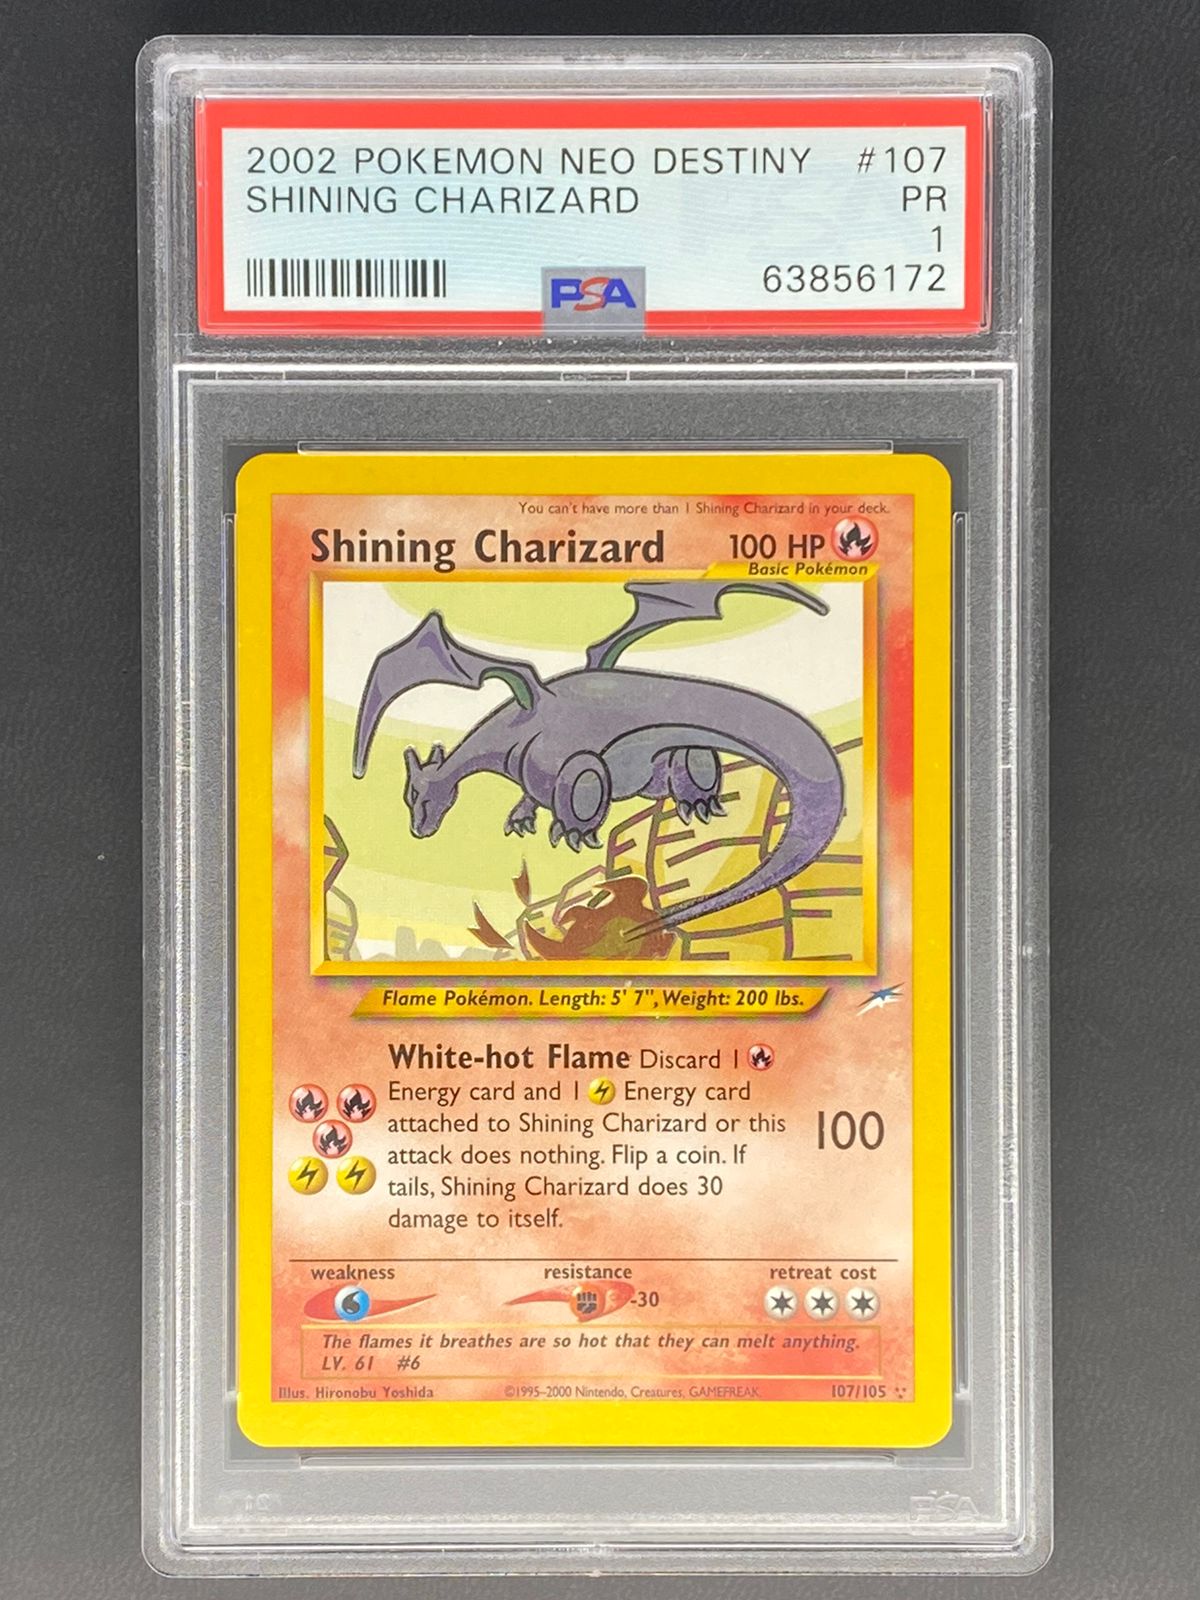 2002 POKEMON NEO DESTINY #107
SHINING CHARIZARD PR
1
63856172
PSA
You can't have more than 1 Shining Charizard in your deck.
Shining Charizard 100 HP
Basic Pokémon
Flame Pokémon. Length: 5' 7", Weight: 200 lbs.
White-hot Flame Discard 1
Energy card and 1 Energy card
attached to Shining Charizard or this
attack does nothing. Flip a coin. If
tails, Shining Charizard does 30
damage to itself.
100
weakness resistance retreat cost
-30
The flames it breathes are so hot that they can melt anything.
LV. 61 #6
Illus. Hironobu Yoshida ©1995-2000 Nintendo, Creatures, GAMEFREAK. 107/105
PSA